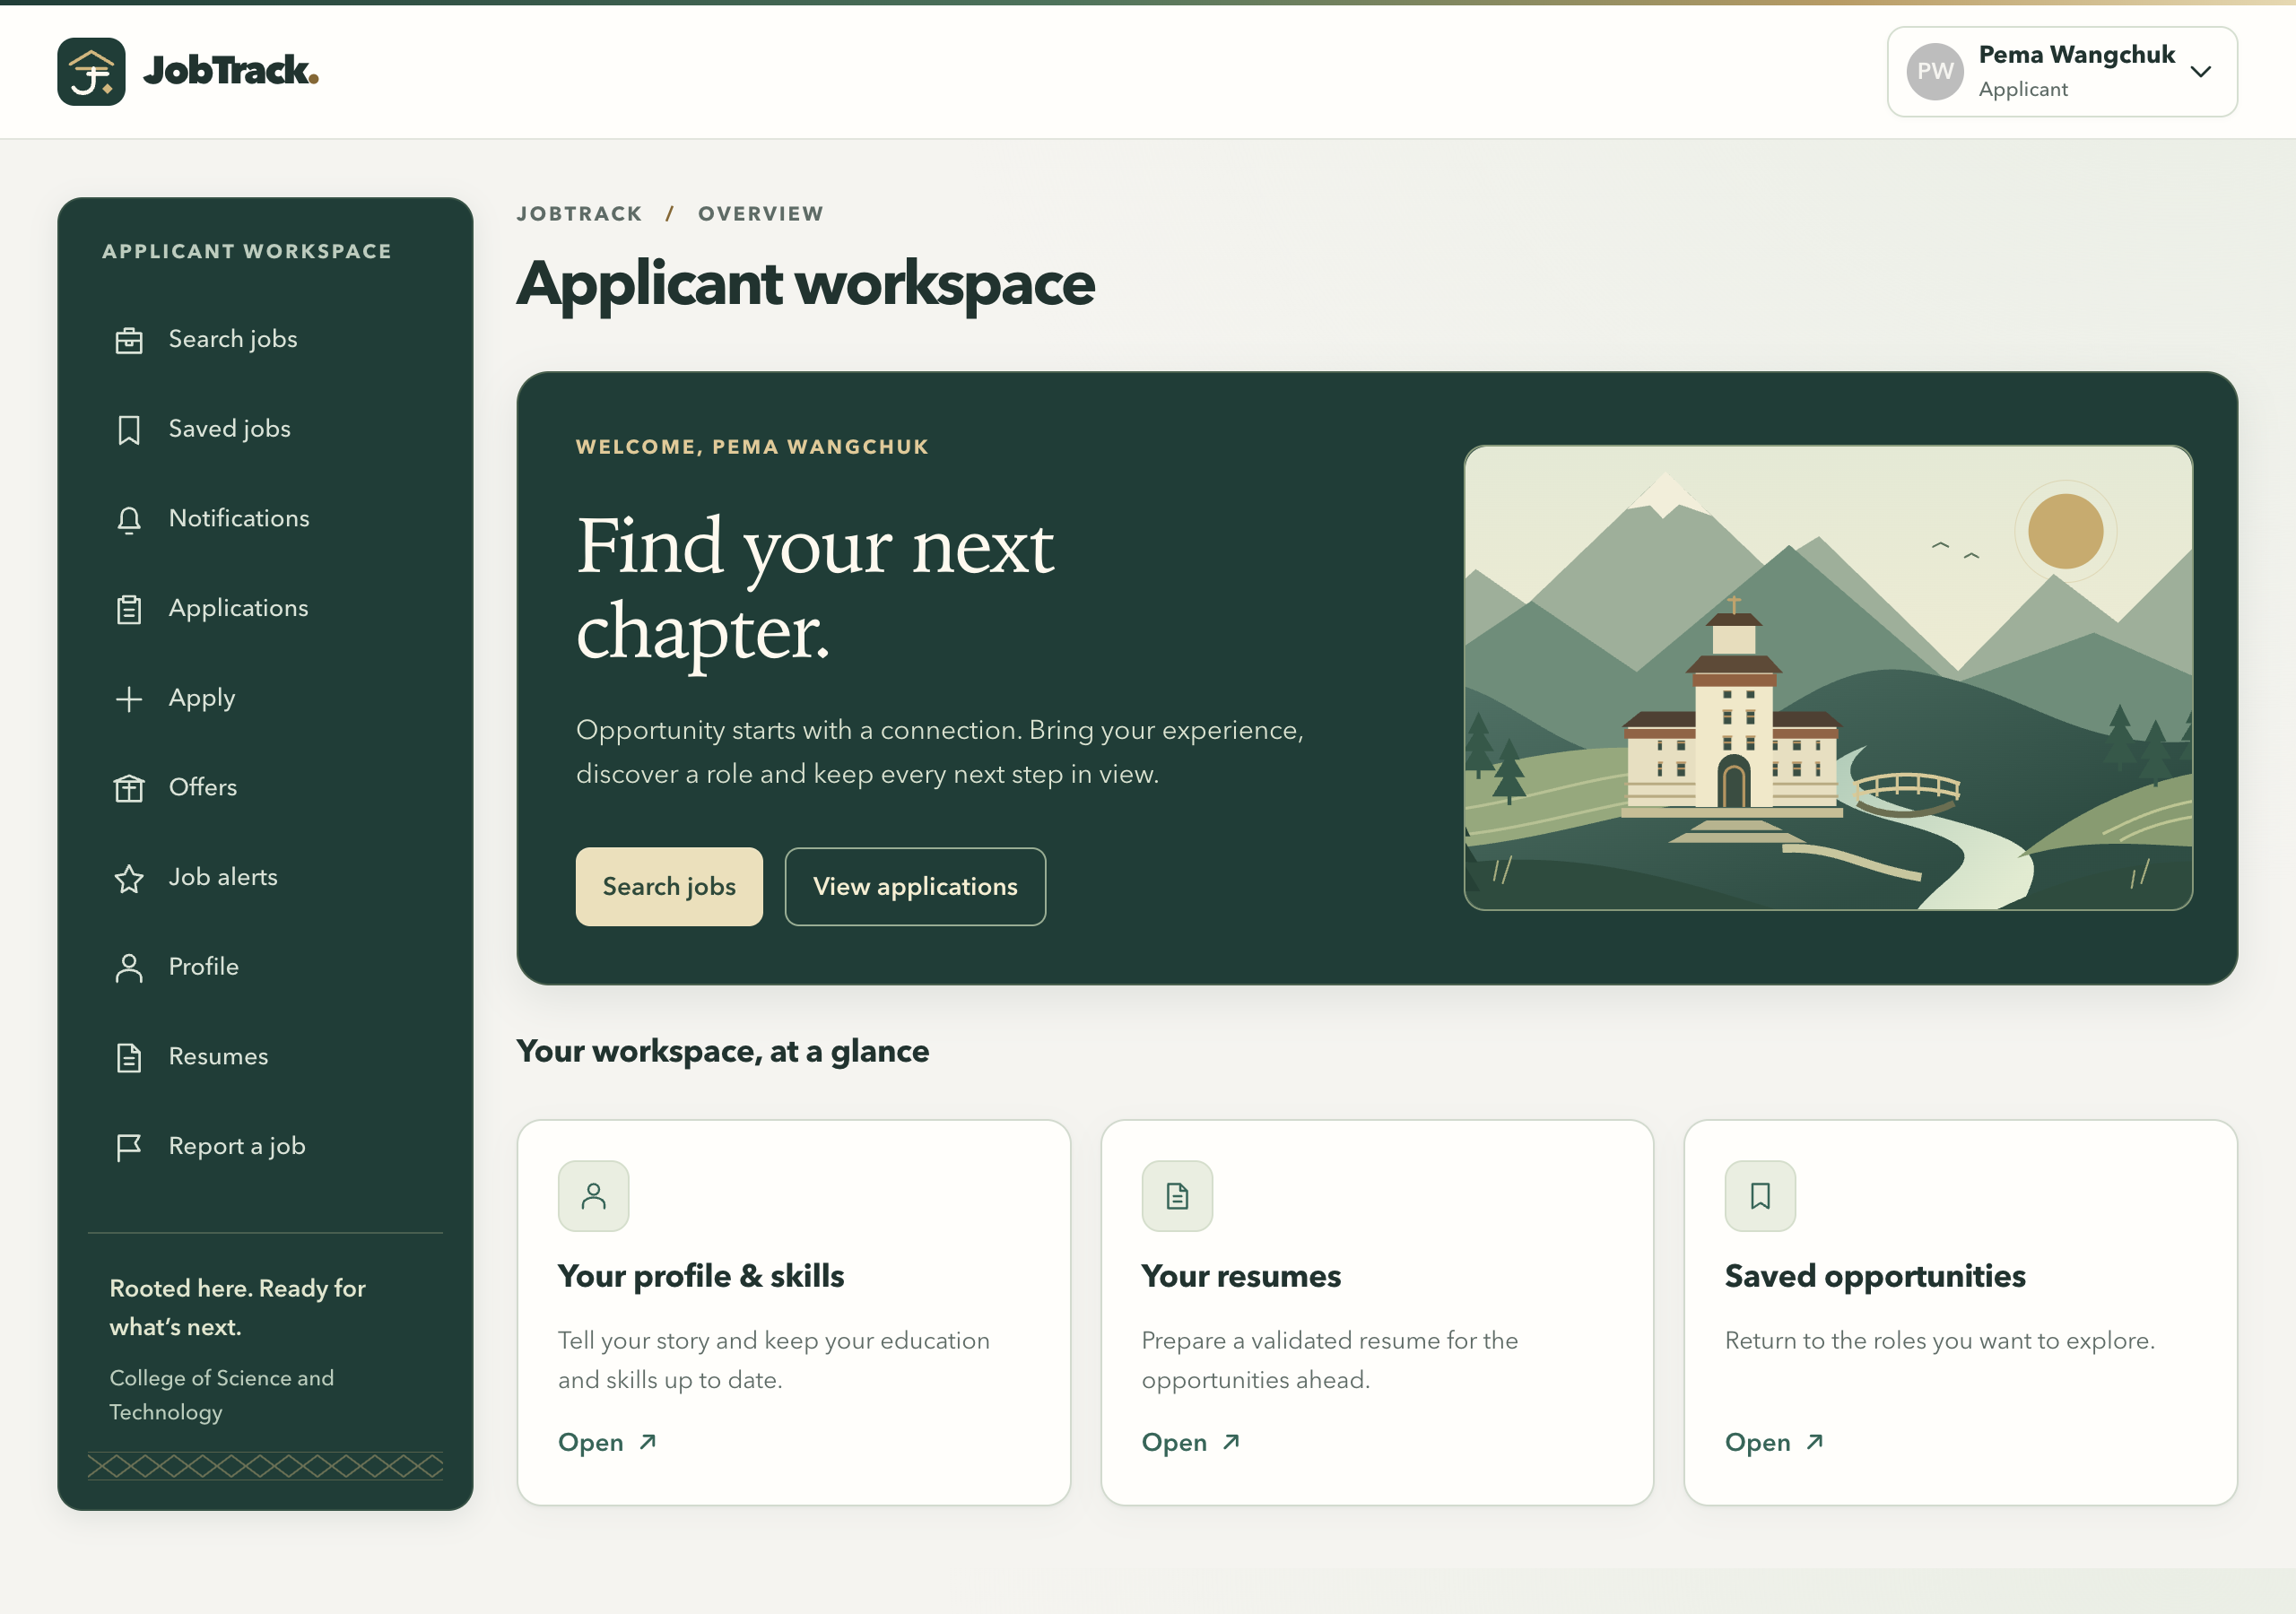 JobTrack.
PW
Pema Wangchuk
Applicant
APPLICANT WORKSPACE
Search jobs
Saved jobs
Notifications
Applications
Apply
Offers
Job alerts
Profile
Resumes
Report a job
Rooted here. Ready for
what’s next.
College of Science and
Technology
JOBTRACK / OVERVIEW
Applicant workspace
WELCOME, PEMA WANGCHUK
Find your next
chapter.
Opportunity starts with a connection. Bring your experience,
discover a role and keep every next step in view.
Search jobs
View applications
Your workspace, at a glance
Your profile & skills
Tell your story and keep your education
and skills up to date.
Open
Your resumes
Prepare a validated resume for the
opportunities ahead.
Open
Saved opportunities
Return to the roles you want to explore.
Open